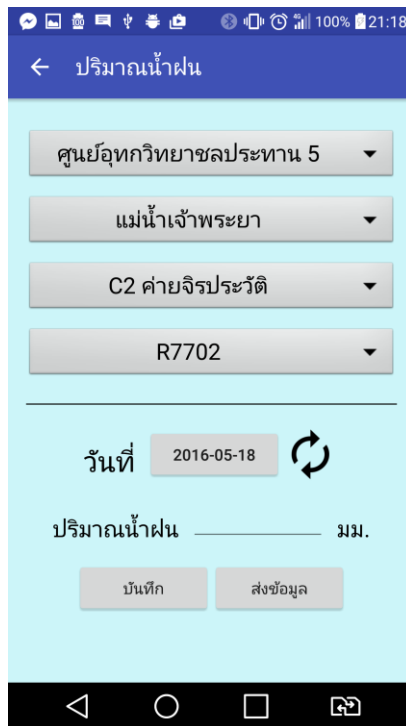 100% 21:18
ปริมาณน้ำฝน
ศูนย์อุทกวิทยาชลประทาน 5
แม่น้ำเจ้าพระยา
C2 ค่ายจิรประวัติ
R7702
วันที่ 2016-05-18
ปริมาณน้ำฝน มม.
บันทึก ส่งข้อมูล